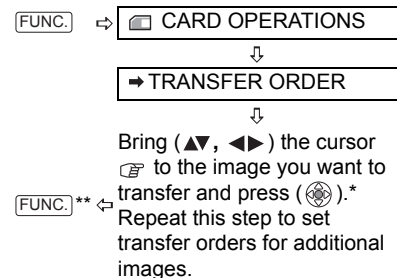 FUNC. ⇨ CARD OPERATIONS
⇩
➡ TRANSFER ORDER
⇩
Bring (▲▼, ◀▶) the cursor
☞ to the image you want to
transfer and press ( ).*
FUNC. ** ⇦
Repeat this step to set
transfer orders for additional
images.